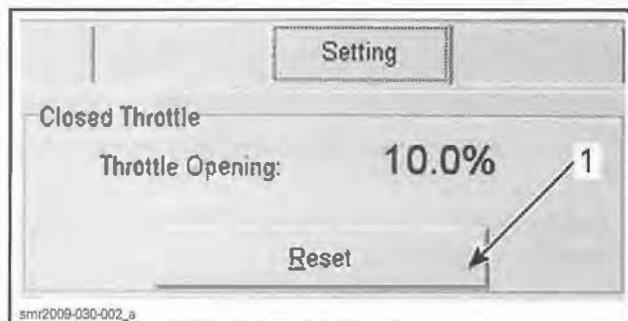 Setting
Closed Throttle
Throttle Opening: 10.0% 1
Reset
smr2009-030-002_a